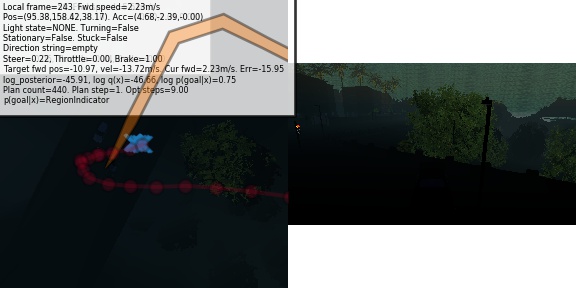 Local frame=243. Fwd speed=2.23m/s
Pos=(95.38,158.42,38.17). Acc=(4.68,-2.39,-0.00)
Light state=NONE. Turning=False
Stationary=False. Stuck=False
Direction string=empty
Steer=0.22, Throttle=0.00, Brake=1.00
Target fwd pos=-10.97, vel=-13.72m/s. Cur fwd=2.23m/s. Err=-15.95
log_posterior=-45.91, log q(x)=-46.66, log p(goal|x)=0.75
Plan count=440. Plan step=1. Opt steps=9.00
p(goal|x)=RegionIndicator